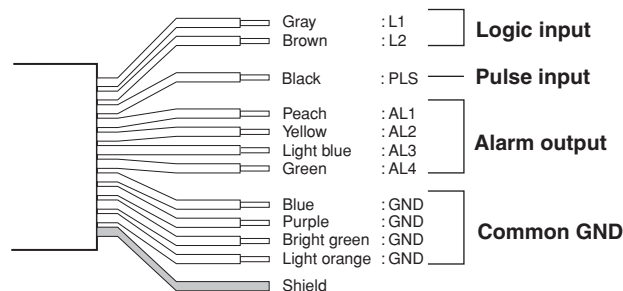 Gray : L1
Brown : L2
Logic input
Black : PLS
Pulse input
Peach : AL1
Yellow : AL2
Light blue : AL3
Green : AL4
Alarm output
Blue : GND
Purple : GND
Bright green : GND
Light orange : GND
Common GND
Shield